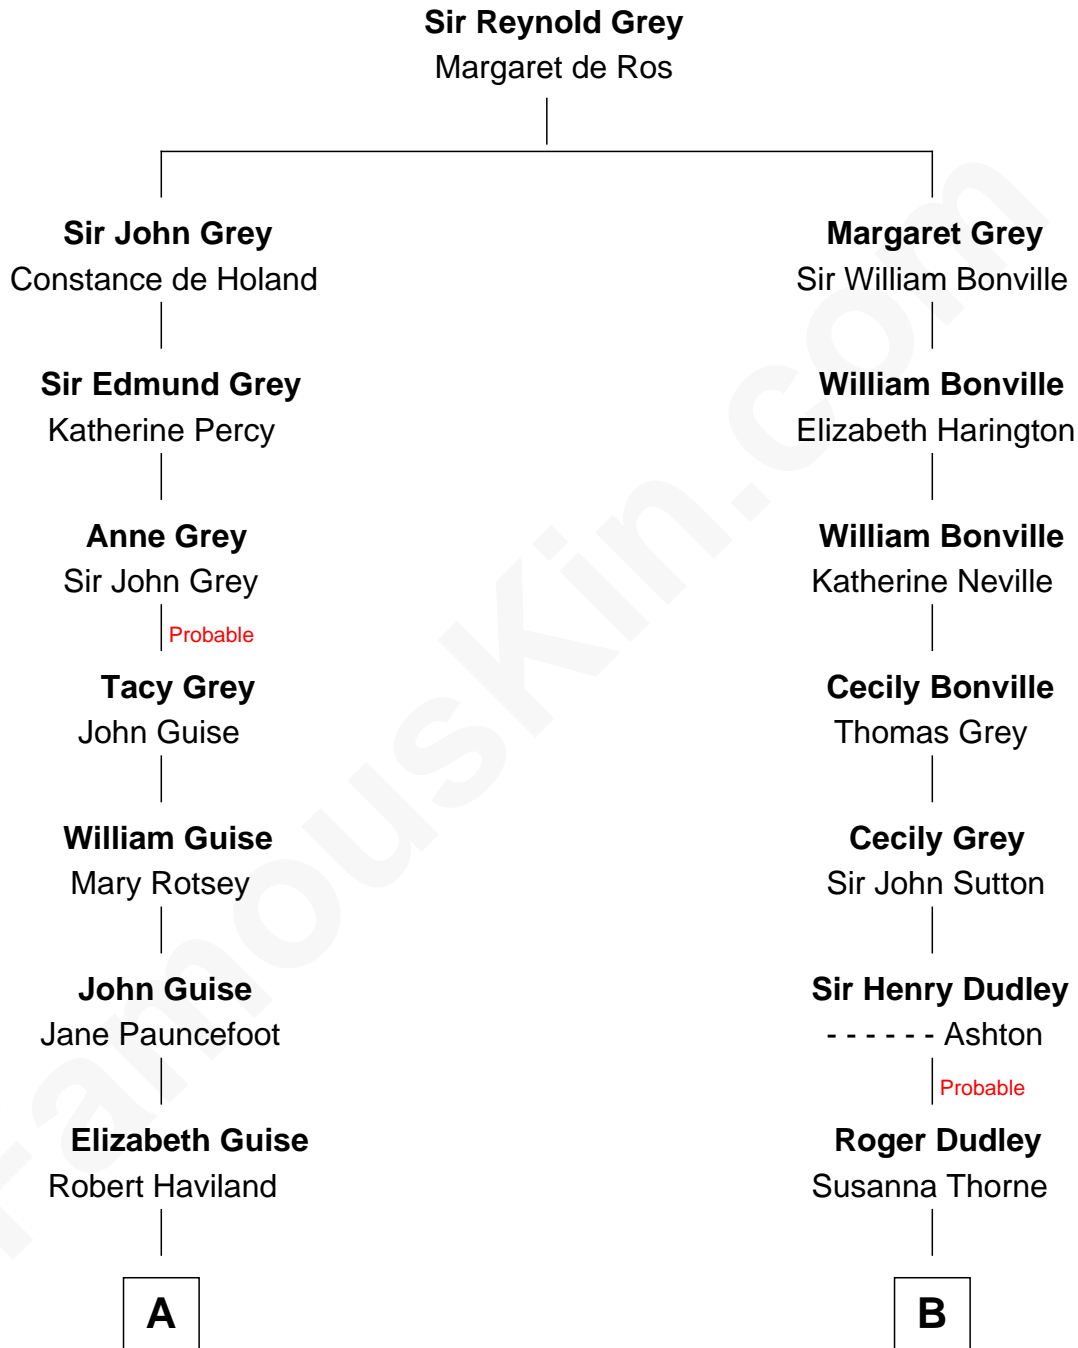 Sir Reynold Grey
Margaret de Ros
Sir John Grey
Constance de Holand
Margaret Grey
Sir William Bonville
Sir Edmund Grey
Katherine Percy
William Bonville
Elizabeth Harington
Anne Grey
Sir John Grey
William Bonville
Katherine Neville
Probable
Tacy Grey
John Guise
Cecily Bonville
Thomas Grey
William Guise
Mary Rotsey
Cecily Grey
Sir John Sutton
John Guise
Jane Pauncefoot
Sir Henry Dudley
- - - - - - Ashton
Probable
Elizabeth Guise
Robert Haviland
Roger Dudley
Susanna Thorne
A
B
FamousKin.com